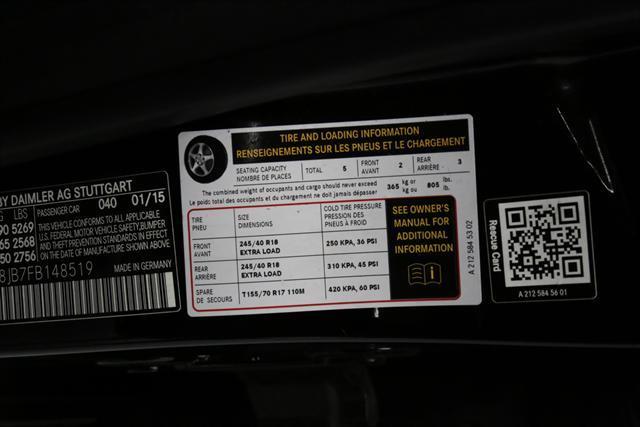 BY DAIMLER AG STUTTGART
LBS
PASSENGER CAR 040 01/15
90 5269
65 2568
50 2756
THIS VEHICLE CONFORMS TO ALL APPLICABLE
U.S. FEDERAL MOTOR VEHICLE SAFETY, BUMPER
AND THEFT PREVENTION STANDARDS IN EFFECT
ON THE DATE OF MANUFACTURE SHOWN ABOVE.
MADE IN GERMANY
8JB7FB148519
TIRE AND LOADING INFORMATION
RENSEIGNEMENTS SUR LES PNEUS ET LE CHARGEMENT
SEATING CAPACITY
NOMBRE DE PLACES
TOTAL 5
FRONT
AVANT 2
REAR
ARRIÈRE 3
The combined weight of occupants and cargo should never exceed
Le poids total des occupants et du chargement ne doit jamais dépasser
365 kg or
kg ou
805 lbs.
lb.
TIRE
PNEU
SIZE
DIMENSIONS
COLD TIRE PRESSURE
PRESSION DES
PNEUS À FROID
FRONT
AVANT
245/40 R18
EXTRA LOAD
250 KPA, 36 PSI
REAR
ARRIÈRE
245/40 R18
EXTRA LOAD
310 KPA, 45 PSI
SPARE
DE SECOURS
T155/70 R17 110M
420 KPA, 60 PSI
SEE OWNER'S
MANUAL FOR
ADDITIONAL
INFORMATION
A 212 584 53 02
Rescue Card
A 212 584 56 01